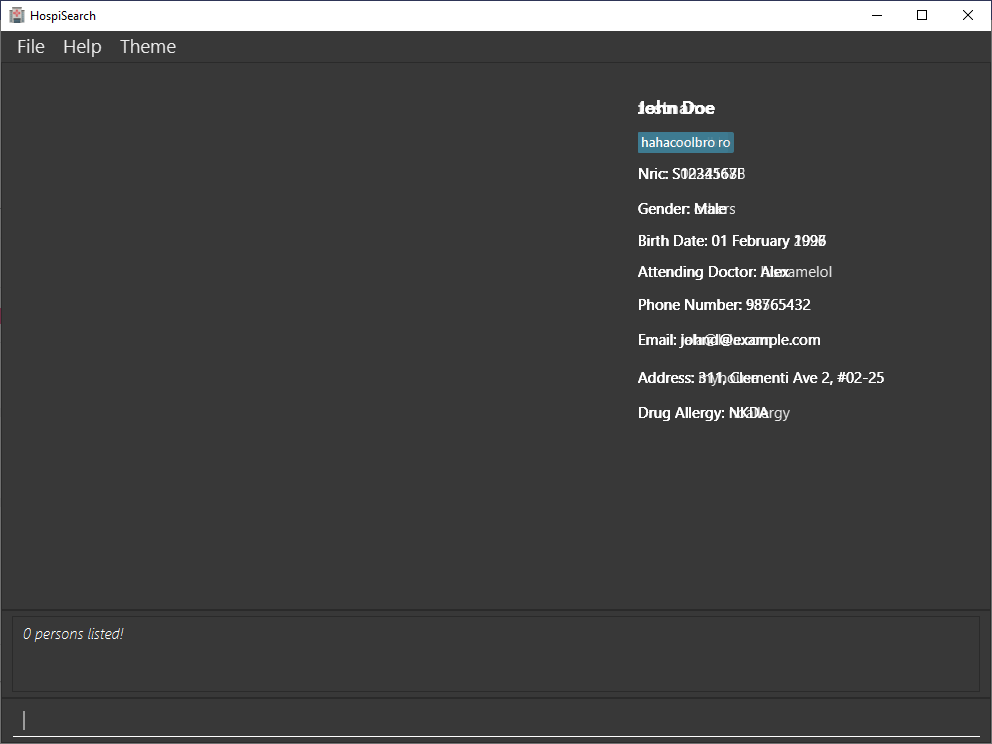 HospiSearch
File Help Theme
John Doe
hahacoolbro ro
Nric:
Gender: Male
Birth Date: 01 February
Attending Doctor: Alex
Phone Number: 98765432
Email: johnd@example.com
Address: 311, Clementi Ave 2, #02-25
Drug Allergy: NKDA
0 persons listed!